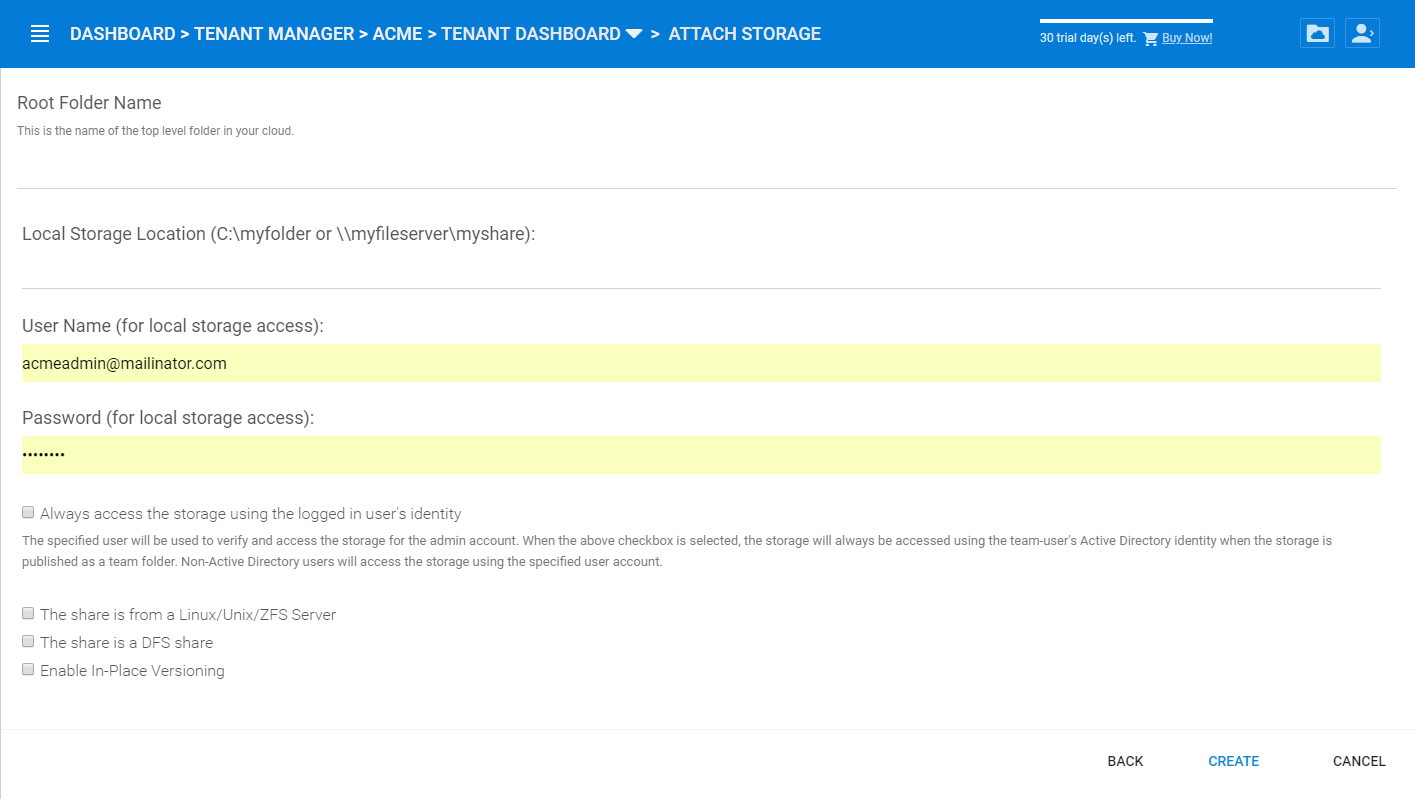 DASHBOARD > TENANT MANAGER > ACME > TENANT DASHBOARD > ATTACH STORAGE
30 trial day(s) left. Buy Now!
Root Folder Name
This is the name of the top level folder in your cloud.
Local Storage Location (C:\myfolder or \\myfileserver\myshare):
User Name (for local storage access):
acmeadmin@mailinator.com
Password (for local storage access):
••••••••
Always access the storage using the logged in user's identity
The specified user will be used to verify and access the storage for the admin account. When the above checkbox is selected, the storage will always be accessed using the team-user's Active Directory identity when the storage is
published as a team folder. Non-Active Directory users will access the storage using the specified user account.
The share is from a Linux/Unix/ZFS Server
The share is a DFS share
Enable In-Place Versioning
BACK CREATE CANCEL